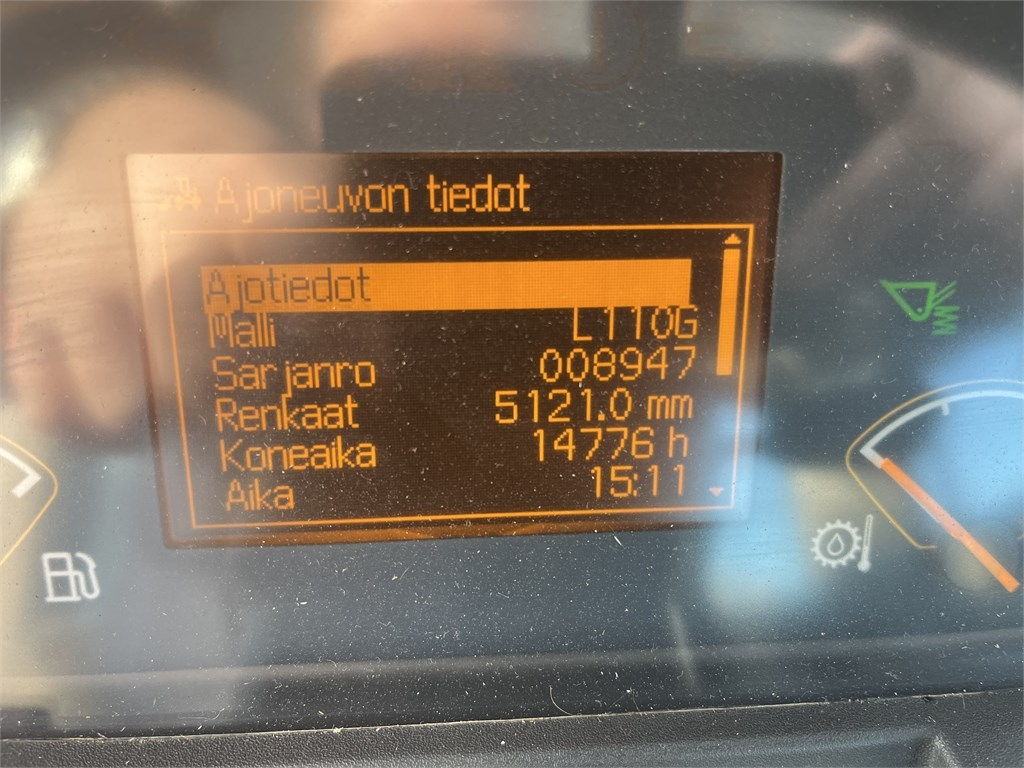 Ajoneuvon tiedot
Ajotiedot
Malli L110G
Sarjanro 008947
Renkaat 5121.0 mm
Koneaika 14776 h
Aika 15:11